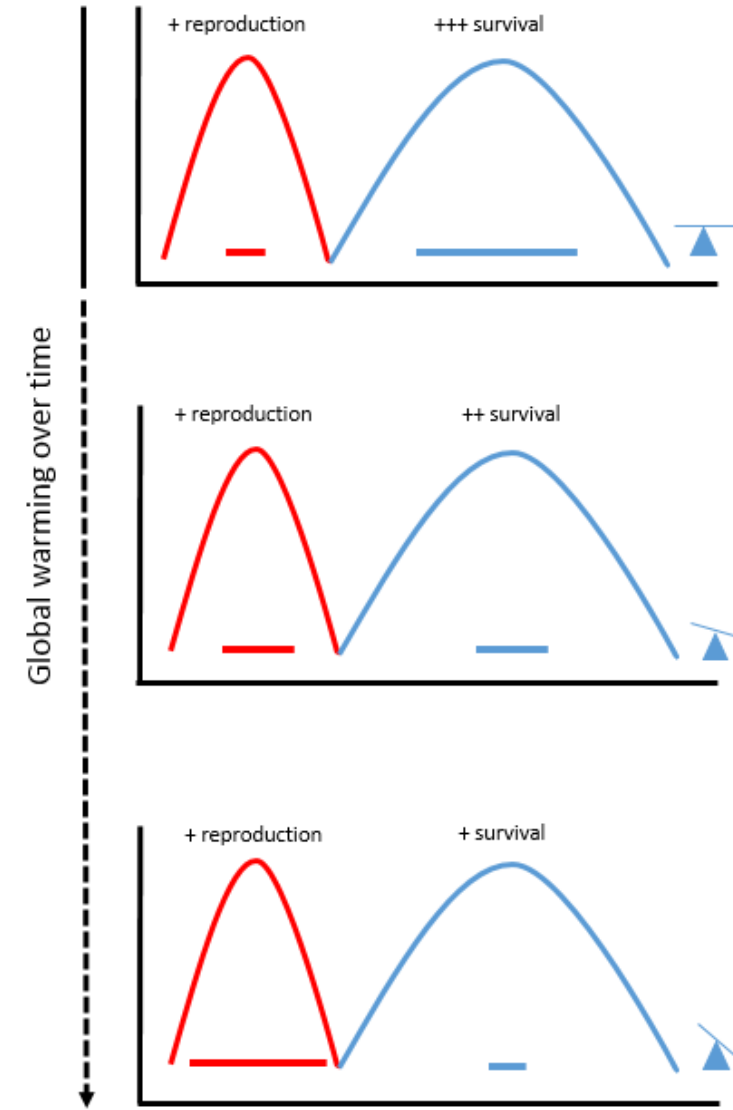 + reproduction +++ survival
Global warming over time
+ reproduction ++ survival
+ reproduction + survival